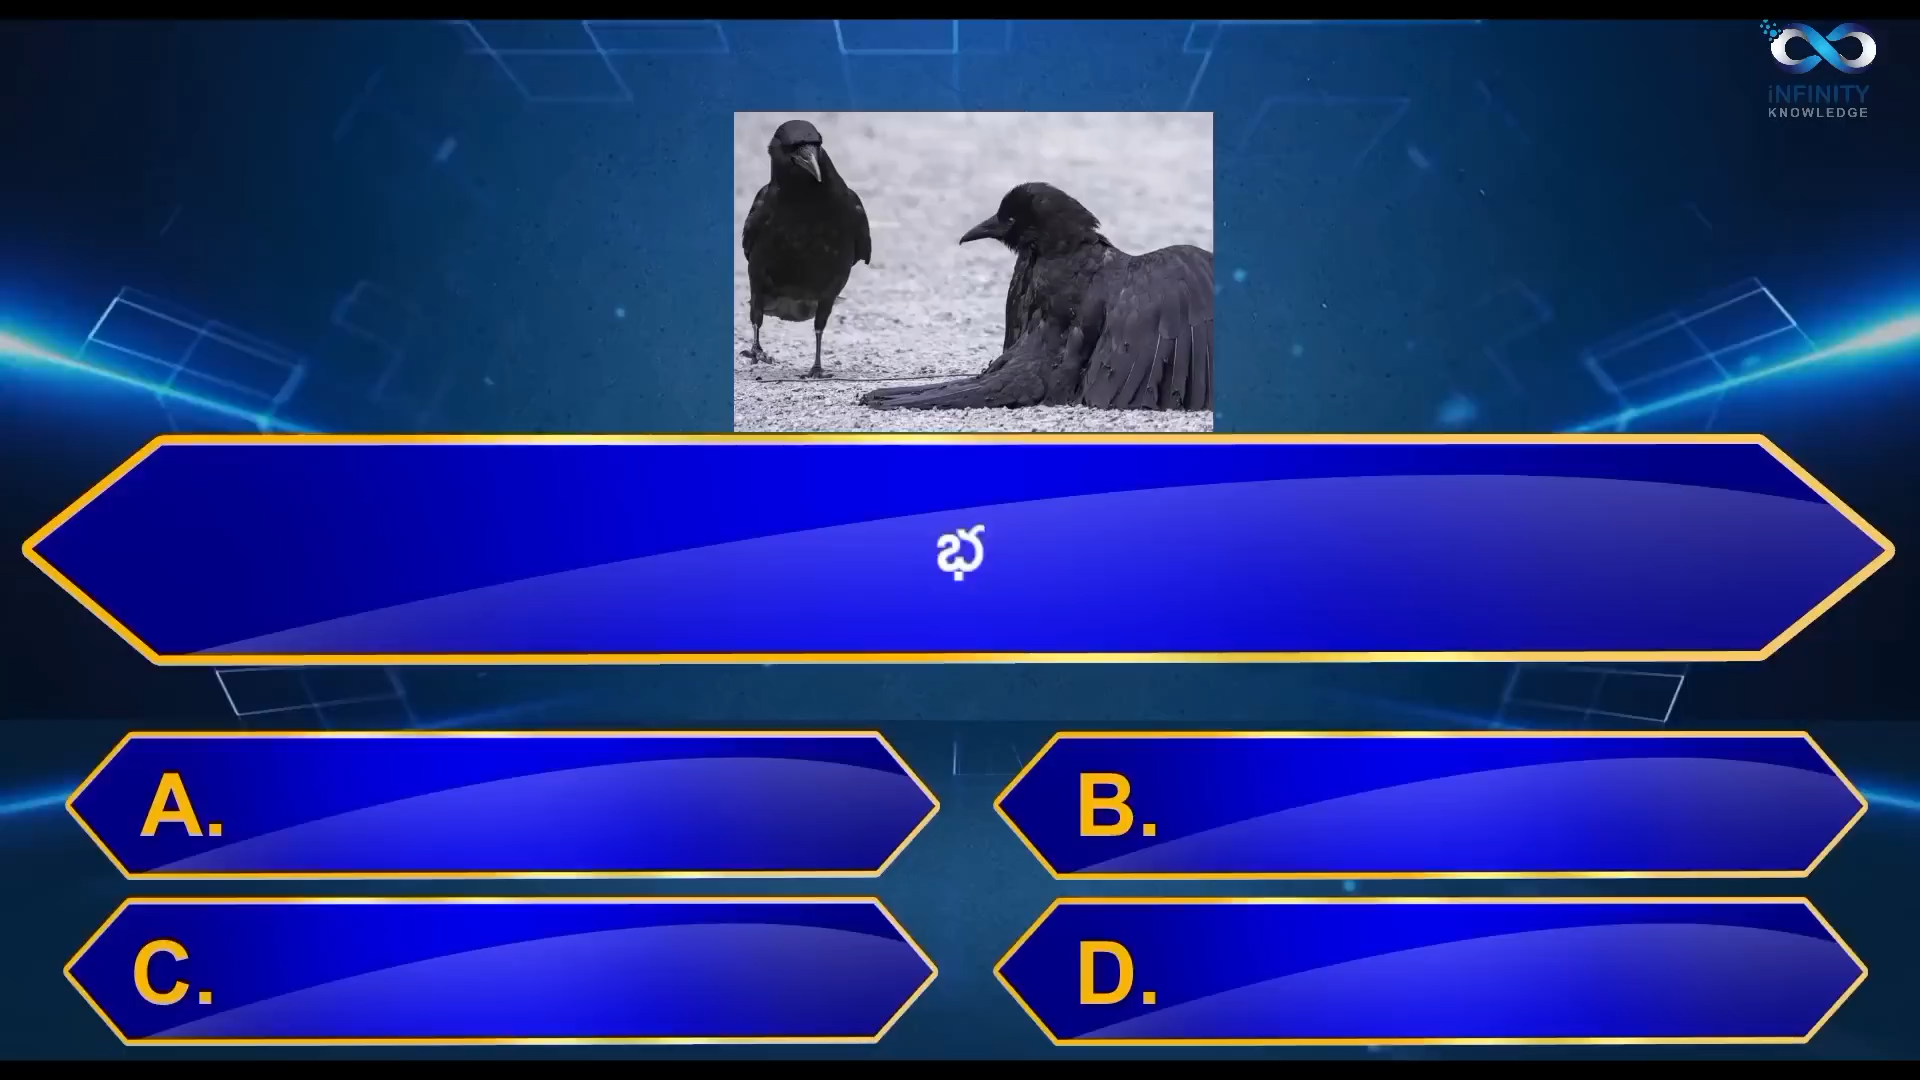 iNFINITY
KNOWLEDGE
భ
A.
B.
C.
D.